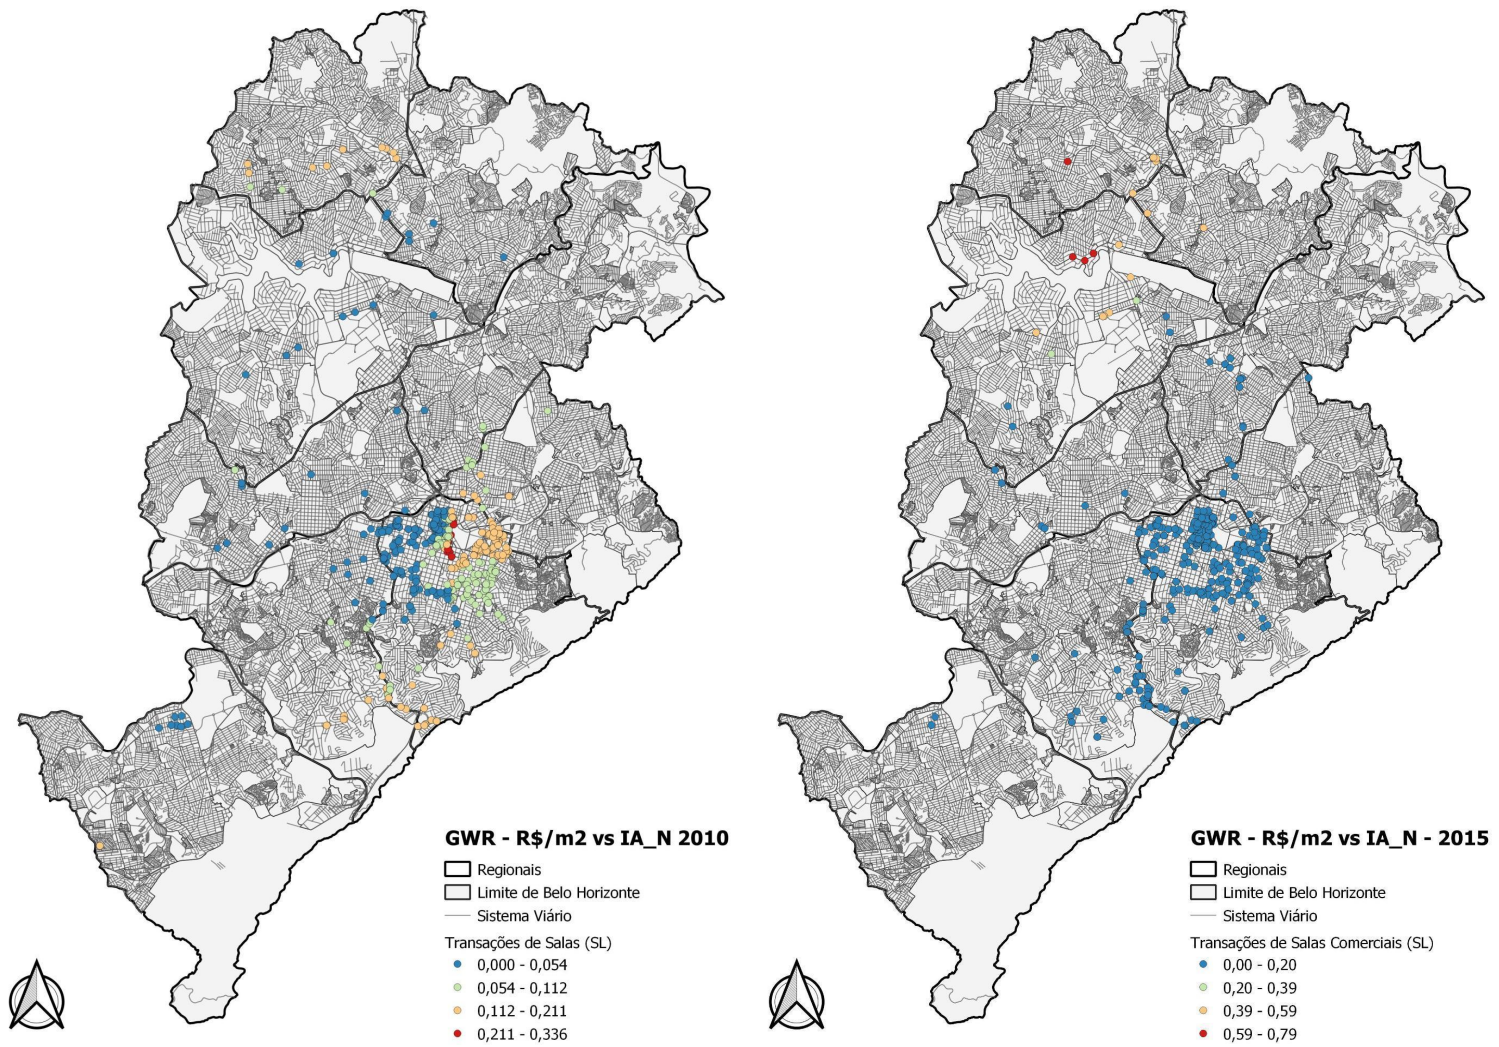 GWR - R$/m2 vs IA_N 2010
Regionais
Limite de Belo Horizonte
Sistema Viário
Transações de Salas (SL)
0,000 - 0,054
0,054 - 0,112
0,112 - 0,211
0,211 - 0,336
GWR - R$/m2 vs IA_N - 2015
Regionais
Limite de Belo Horizonte
Sistema Viário
Transações de Salas Comerciais (SL)
0,00 - 0,20
0,20 - 0,39
0,39 - 0,59
0,59 - 0,79